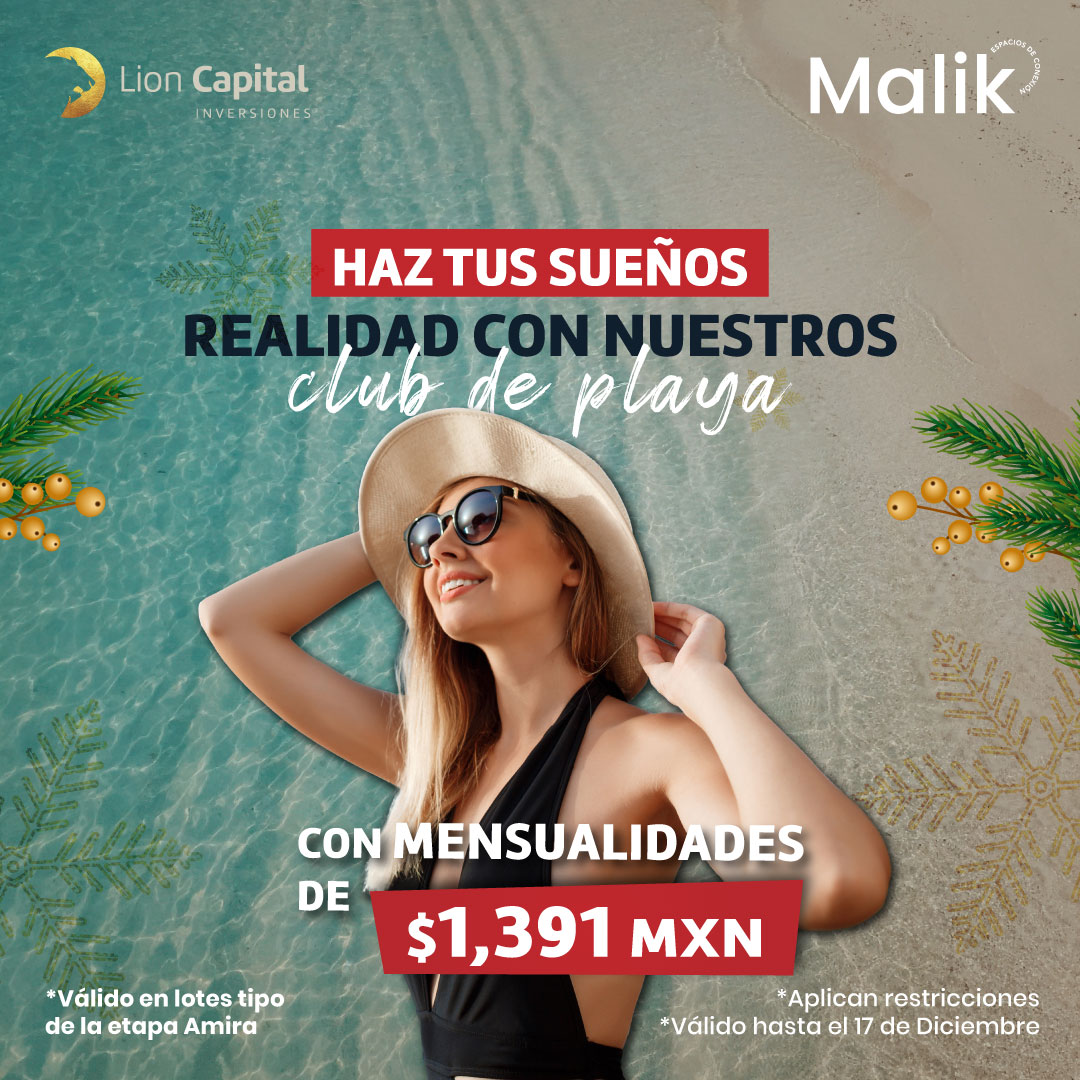 Lion Capital
INVERSIONES
Malik
ESPACIOS DE CONEXIÓN
HAZ TUS SUEÑOS
REALIDAD CON NUESTROS
club de playa
CON MENSUALIDADES
DE
$1,391 MXN
*Válido en lotes tipo
de la etapa Amira
*Aplican restricciones
*Válido hasta el 17 de Diciembre